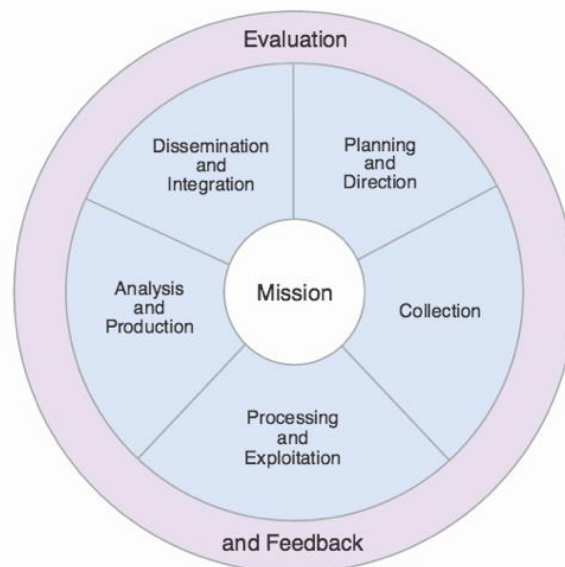 Evaluation
Dissemination
and
Integration
Planning
and
Direction
Analysis
and
Production
Mission
Collection
Processing
and
Exploitation
and Feedback